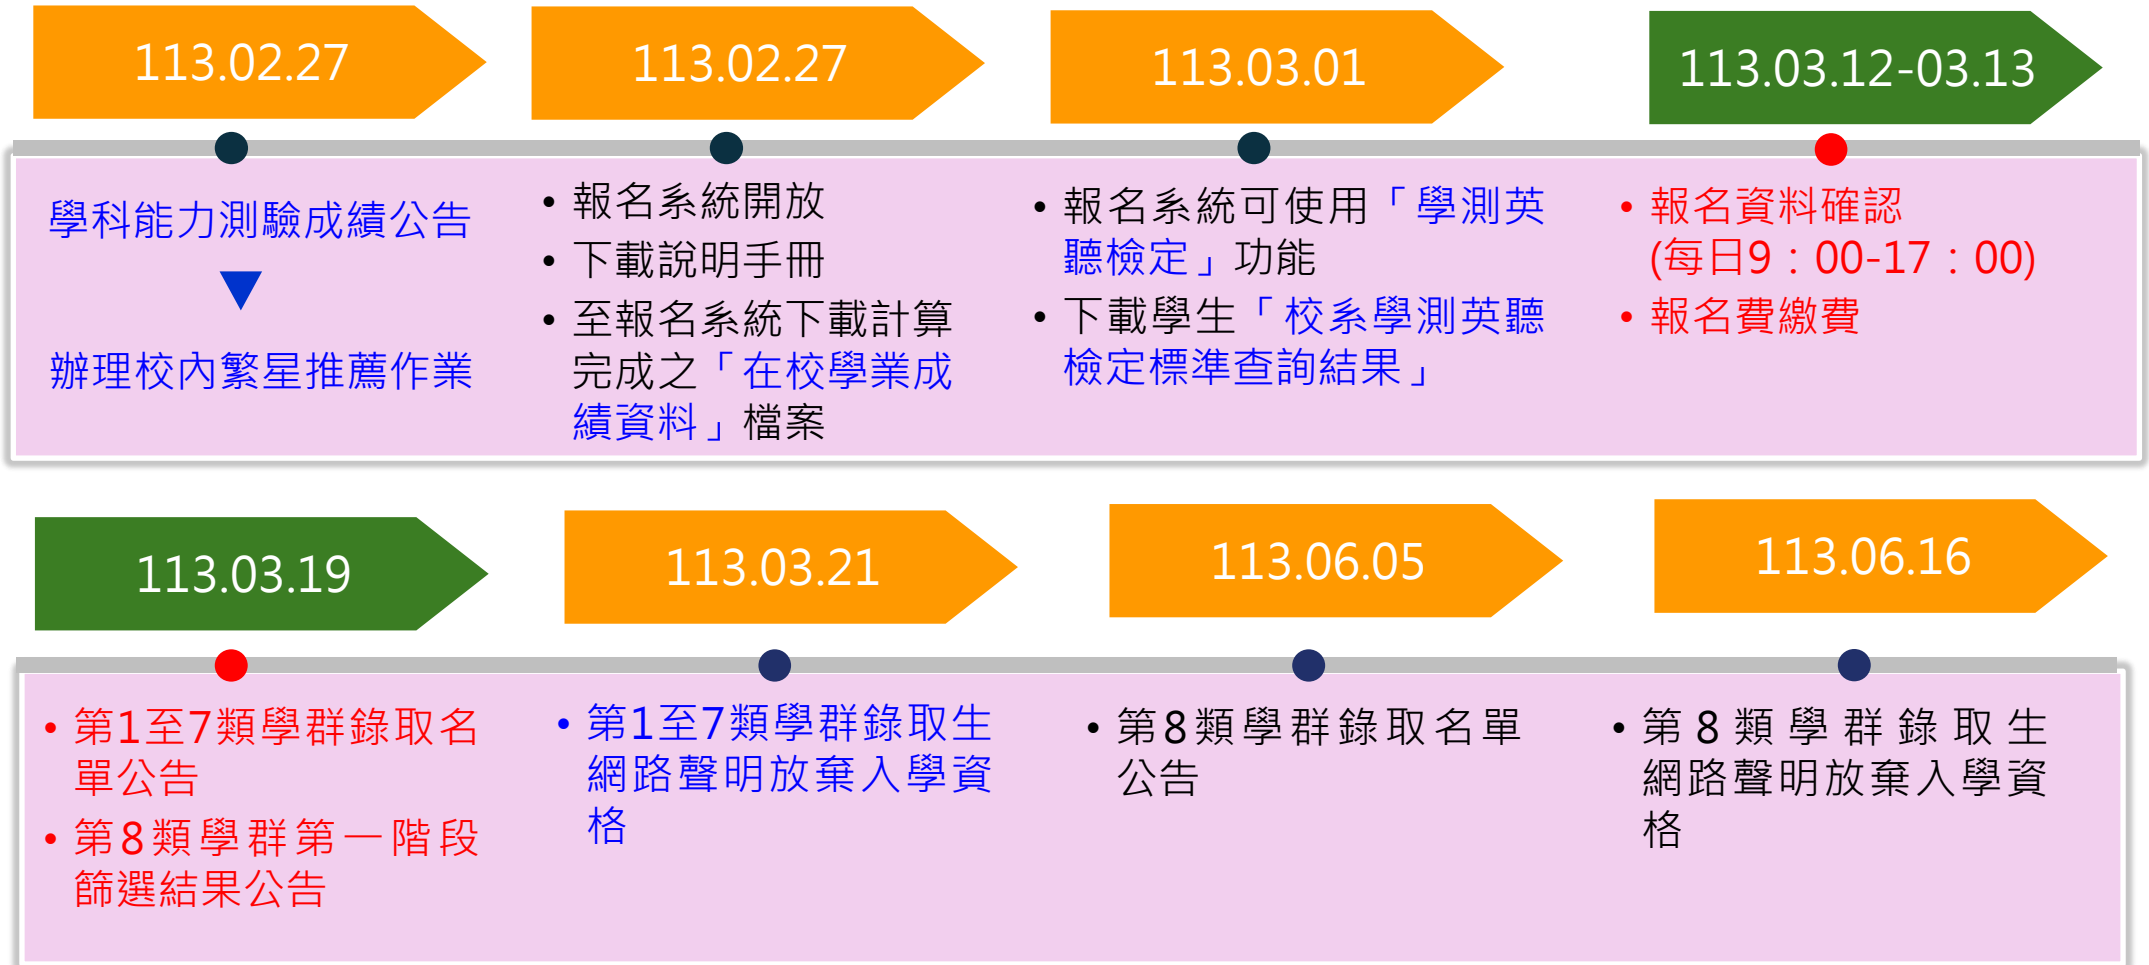 113.02.27
學科能力測驗成績公告
辦理校內繁星推薦作業
113.02.27
• 報名系統開放
• 下載說明手冊
• 至報名系統下載計算
完成之「在校學業成
績資料」檔案
113.03.01
• 報名系統可使用「學測英
聽檢定」功能
• 下載學生「校系學測英聽
檢定標準查詢結果」
113.03.12-03.13
• 報名資料確認
(每日9：00-17：00)
• 報名費繳費
113.03.19
• 第1至7類學群錄取名
單公告
• 第8類學群第一階段
篩選結果公告
113.03.21
• 第1至7類學群錄取生
網路聲明放棄入學資
格
113.06.05
• 第8類學群錄取名單
公告
113.06.16
• 第8類學群錄取生
網路聲明放棄入學資
格